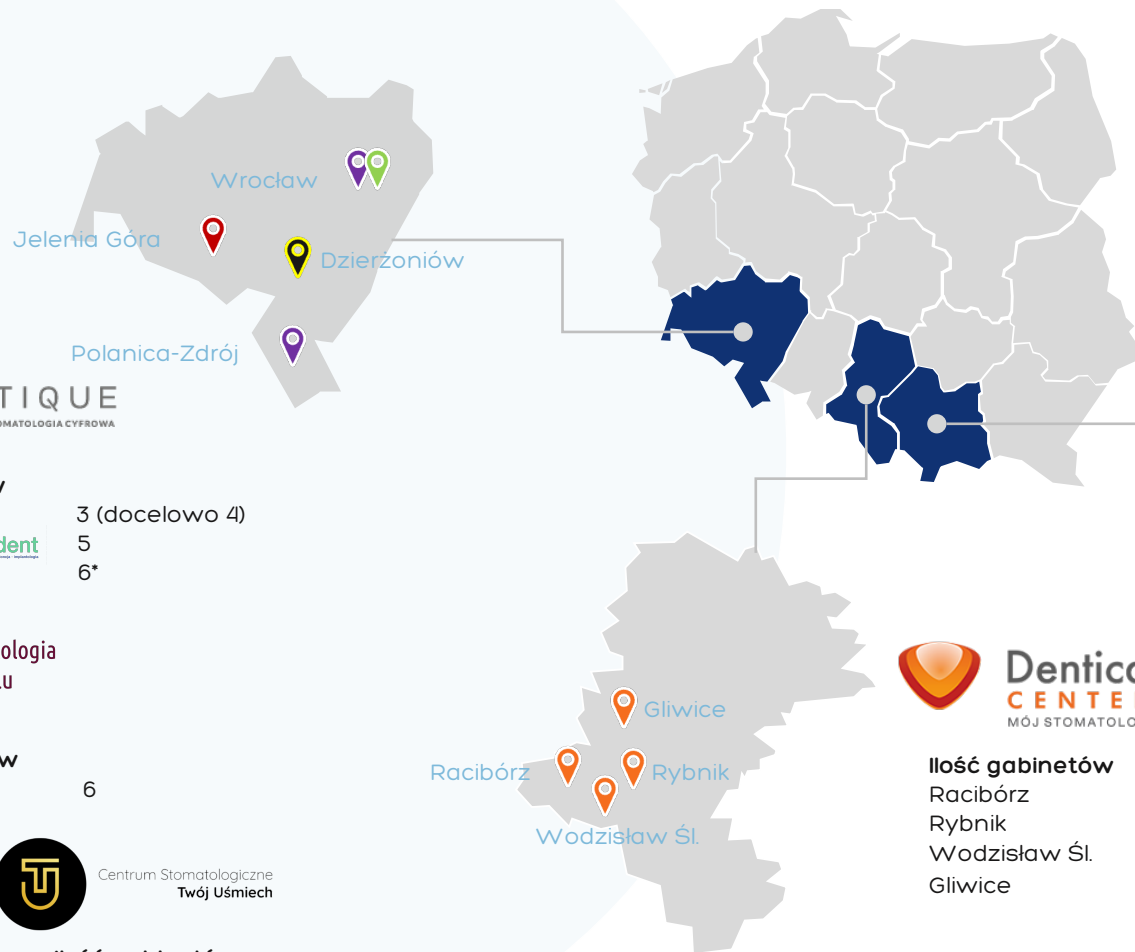 Wrocław
Jelenia Góra
Dzierżoniów
Polanica-Zdrój
TIQUE
OMATOLOGIA CYFROWA
3 (docelowo 4)
dent
5
6*
ologia
lu
w
6
Centrum Stomatologiczne
Twój Uśmiech
Gliwice
Racibórz
Rybnik
Wodzisław Śl.
Dentica
CENTE
MÓJ STOMATOLO
Ilość gabinetów
Racibórz
Rybnik
Wodzisław Śl.
Gliwice